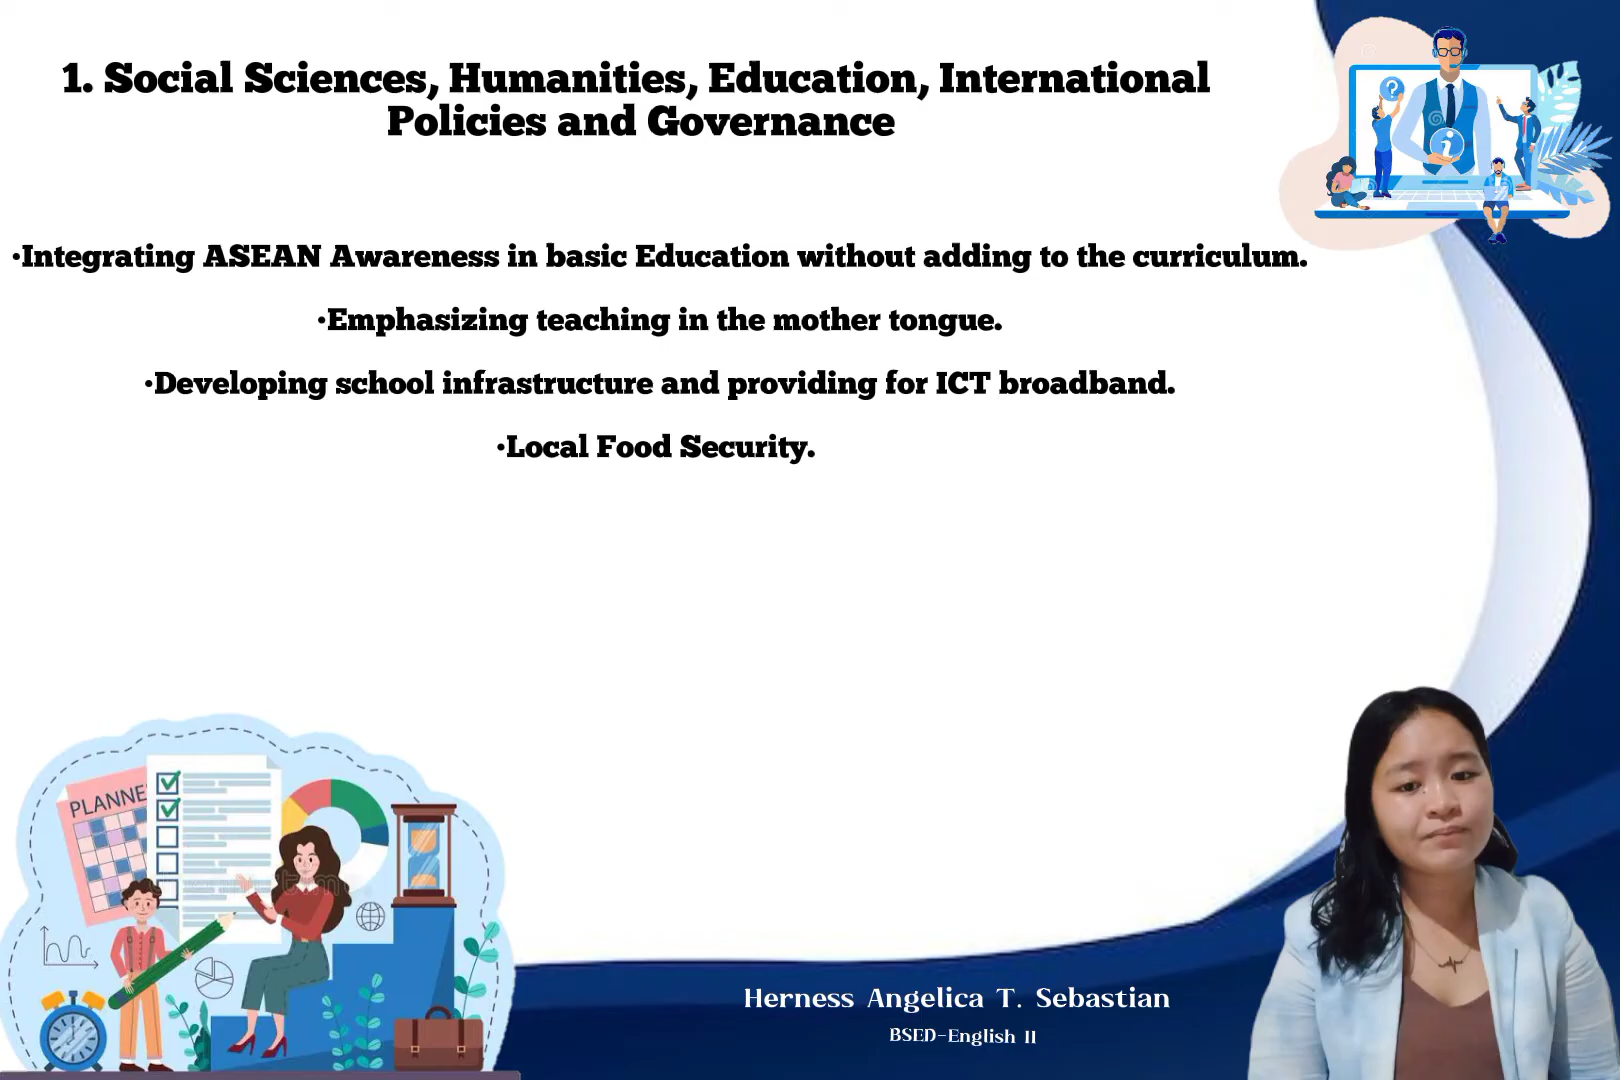 1. Social Sciences, Humanities, Education, International
Policies and Governance
•Integrating ASEAN Awareness in basic Education without adding to the curriculum.
•Emphasizing teaching in the mother tongue.
•Developing school infrastructure and providing for ICT broadband.
•Local Food Security.
PLANNE
Herness Angelica T. Sebastian
BSED-English II